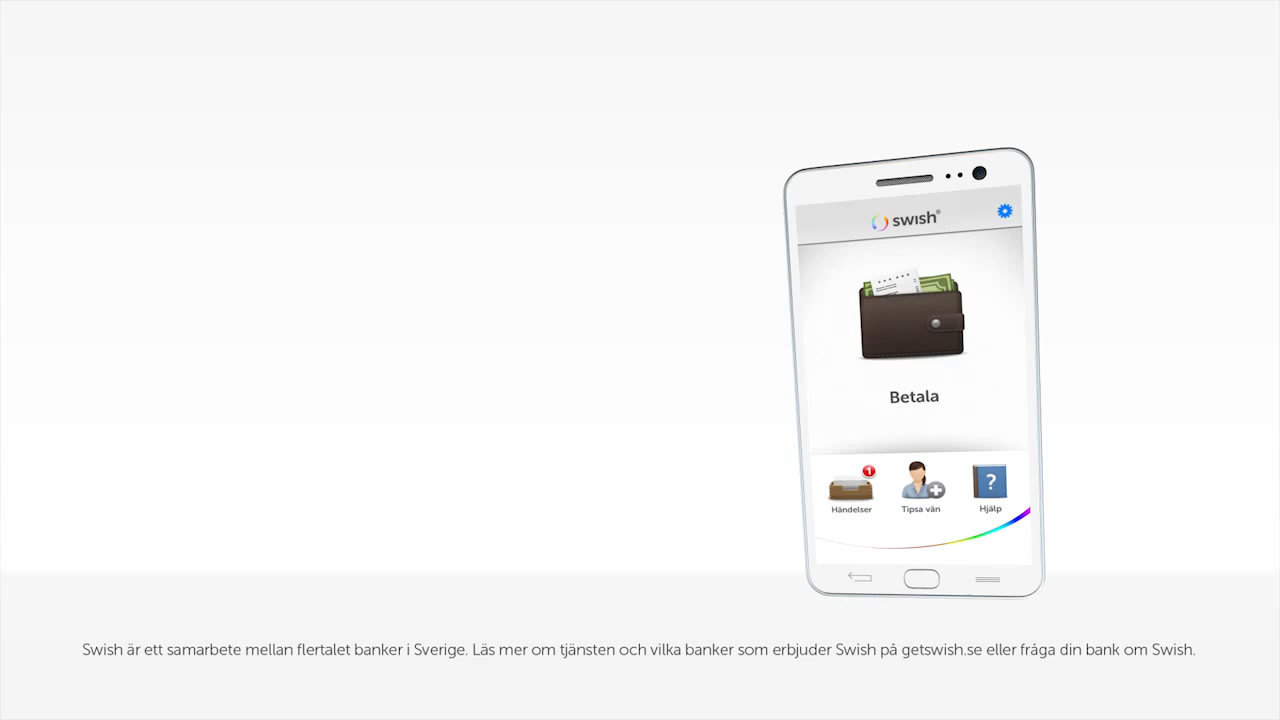 swish®
Betala
1
?
Händelser
Tipsa vän
Hjälp
Swish är ett samarbete mellan flertalet banker i Sverige. Läs mer om tjänsten och vilka banker som erbjuder Swish på getswish.se eller fråga din bank om Swish.